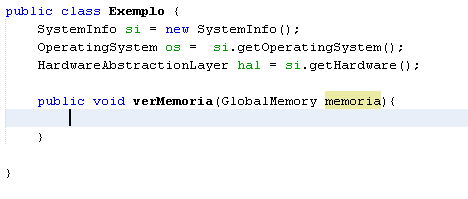 public class Exemplo {
SystemInfo si = new SystemInfo();
OperatingSystem os =  si.getOperatingSystem();
HardwareAbstractionLayer hal = si.getHardware();
public void verMemoria(GlobalMemory memoria){
}
}